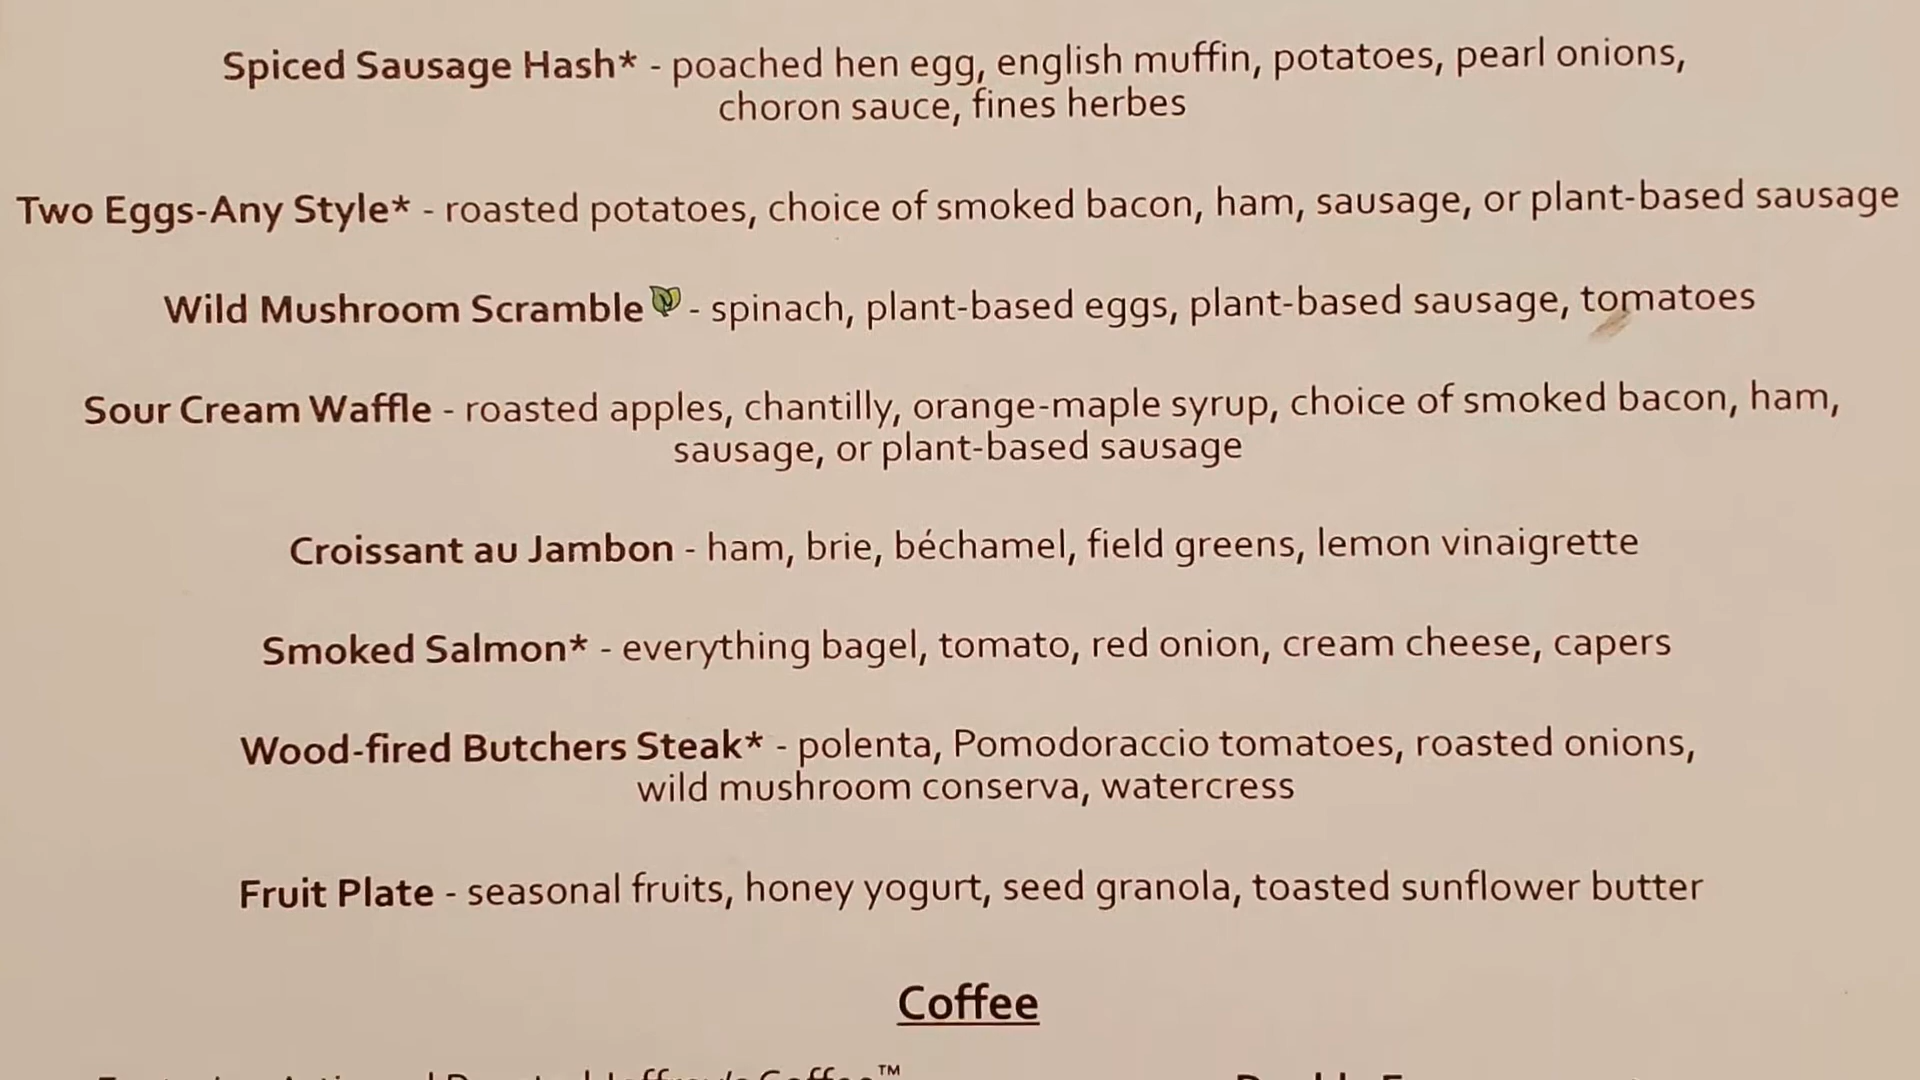 Spiced Sausage Hash* - poached hen egg, english muffin, potatoes, pearl onions,
choron sauce, fines herbes
Two Eggs-Any Style* - roasted potatoes, choice of smoked bacon, ham, sausage, or plant-based sausage
Wild Mushroom Scramble - spinach, plant-based eggs, plant-based sausage, tomatoes
Sour Cream Waffle - roasted apples, chantilly, orange-maple syrup, choice of smoked bacon, ham,
sausage, or plant-based sausage
Croissant au Jambon - ham, brie, béchamel, field greens, lemon vinaigrette
Smoked Salmon* - everything bagel, tomato, red onion, cream cheese, capers
Wood-fired Butchers Steak* - polenta, Pomodoraccio tomatoes, roasted onions,
wild mushroom conserva, watercress
Fruit Plate - seasonal fruits, honey yogurt, seed granola, toasted sunflower butter
Coffee